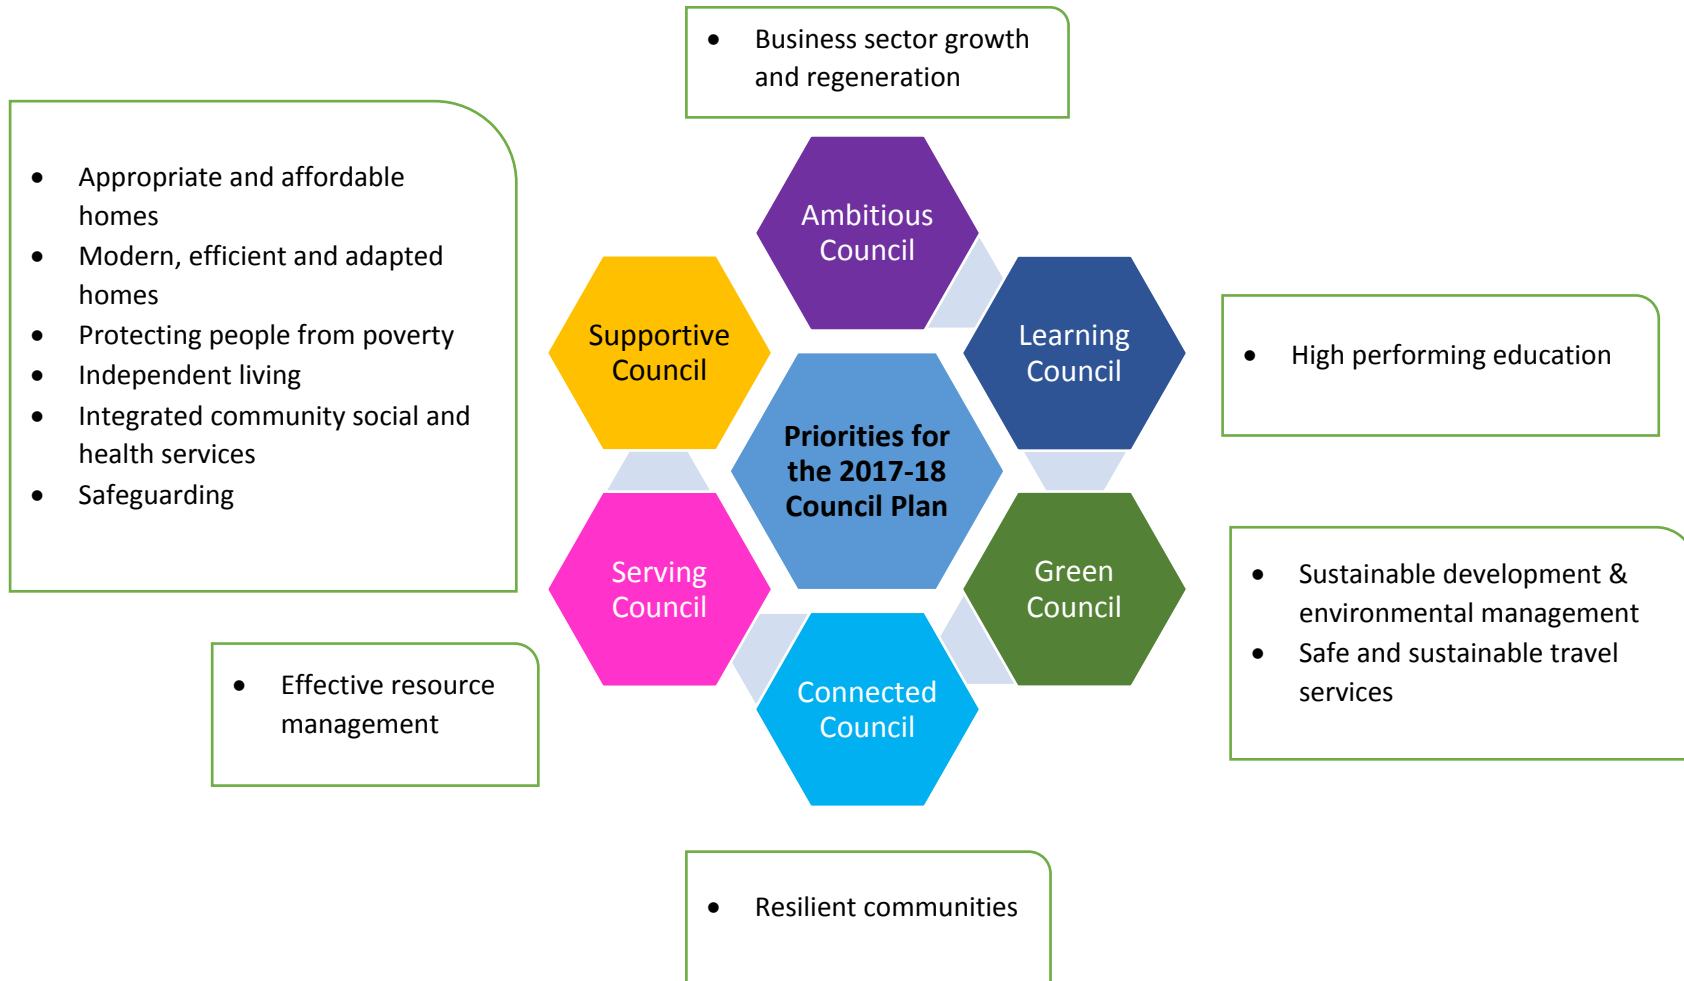 • Business sector growth
and regeneration
• Appropriate and affordable
homes
• Modern, efficient and adapted
homes
• Protecting people from poverty
• Independent living
• Integrated community social and
health services
• Safeguarding
Ambitious
Council
Supportive
Council
Learning
Council
• High performing education
Priorities for
the 2017-18
Council Plan
Serving
Council
Green
Council
• Sustainable development &
environmental management
• Safe and sustainable travel
services
• Effective resource
management
Connected
Council
• Resilient communities